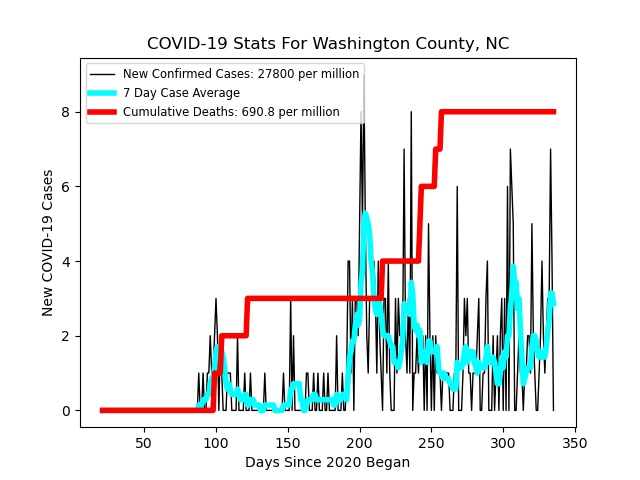 COVID-19 Stats For Washington County, NC
New Confirmed Cases: 27800 per million
7 Day Case Average
Cumulative Deaths: 690.8 per million
New COVID-19 Cases
8
6
4
2
0
50 100 150 200 250 300 350
Days Since 2020 Began